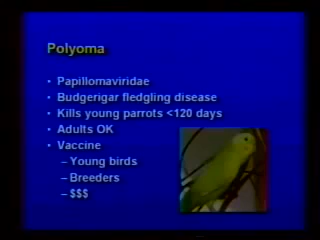 Polyoma
• Papillomaviridae
• Budgerigar fledgling disease
• Kills young parrots <120 days
• Adults OK
• Vaccine
– Young birds
– Breeders
– $$$